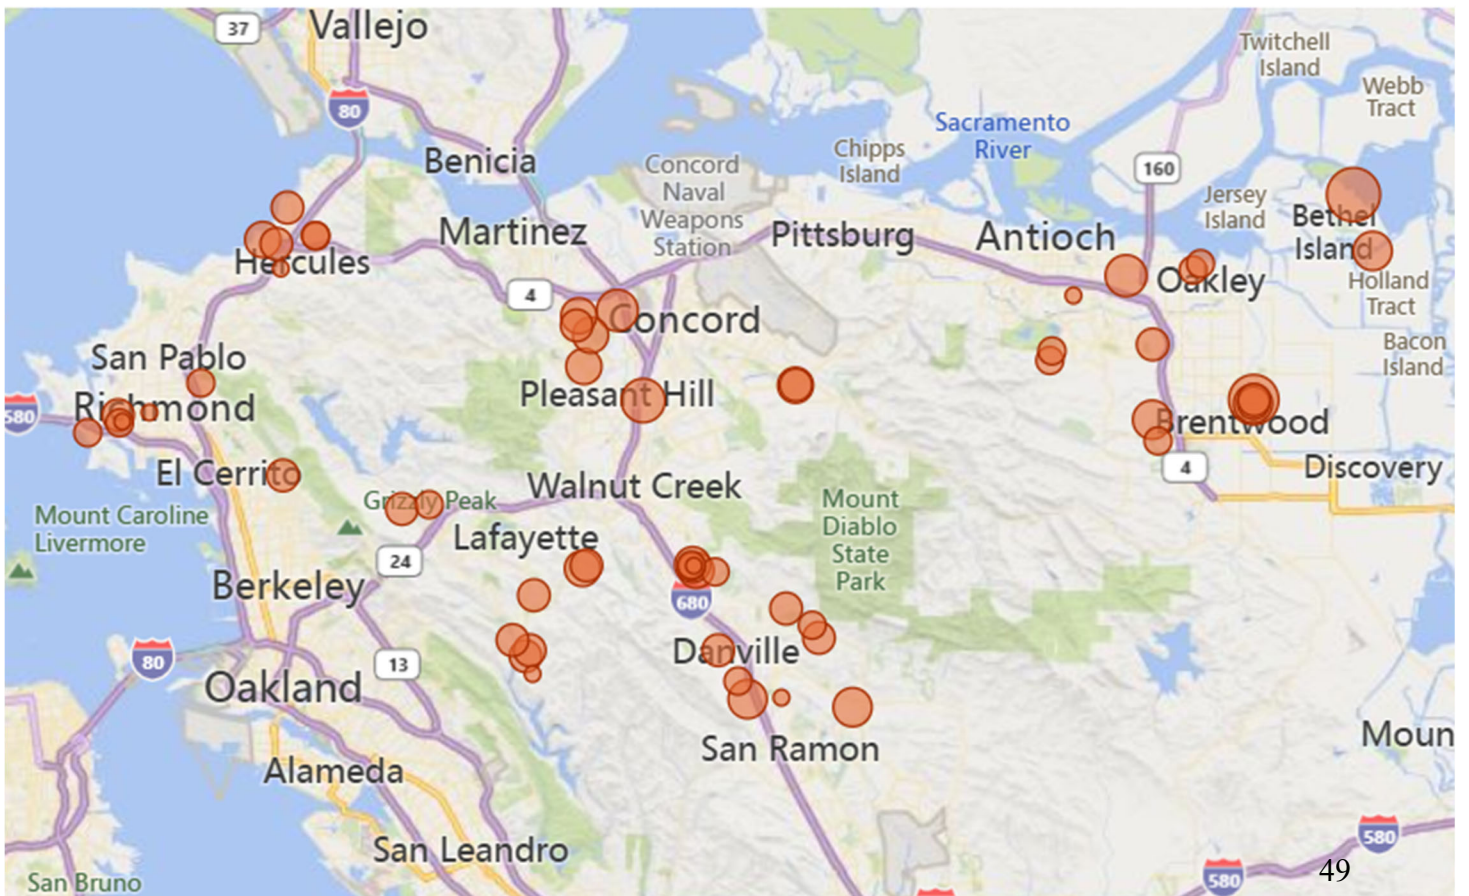 37
Vallejo
Twitchell
Island
80
Webb
Tract
Sacramento
River
Benicia
Chipps
Island
Concord
Naval
Weapons
Station
160
Jersey
Island
Bethel
Island
Martinez
Pittsburg
Antioch
Hercules
Oakley
Holland
Tract
4
Concord
San Pablo
Bacon
Island
Pleasant Hill
580
Richmond
Brentwood
El Cerrito
4
Discovery
Walnut Creek
Grizzly Peak
Mount
Diablo
State
Park
Mount Caroline
Livermore
Lafayette
24
Berkeley
680
80
13
Danville
Oakland
San Ramon
Moun
Alameda
580
San Leandro
49
580
San Bruno